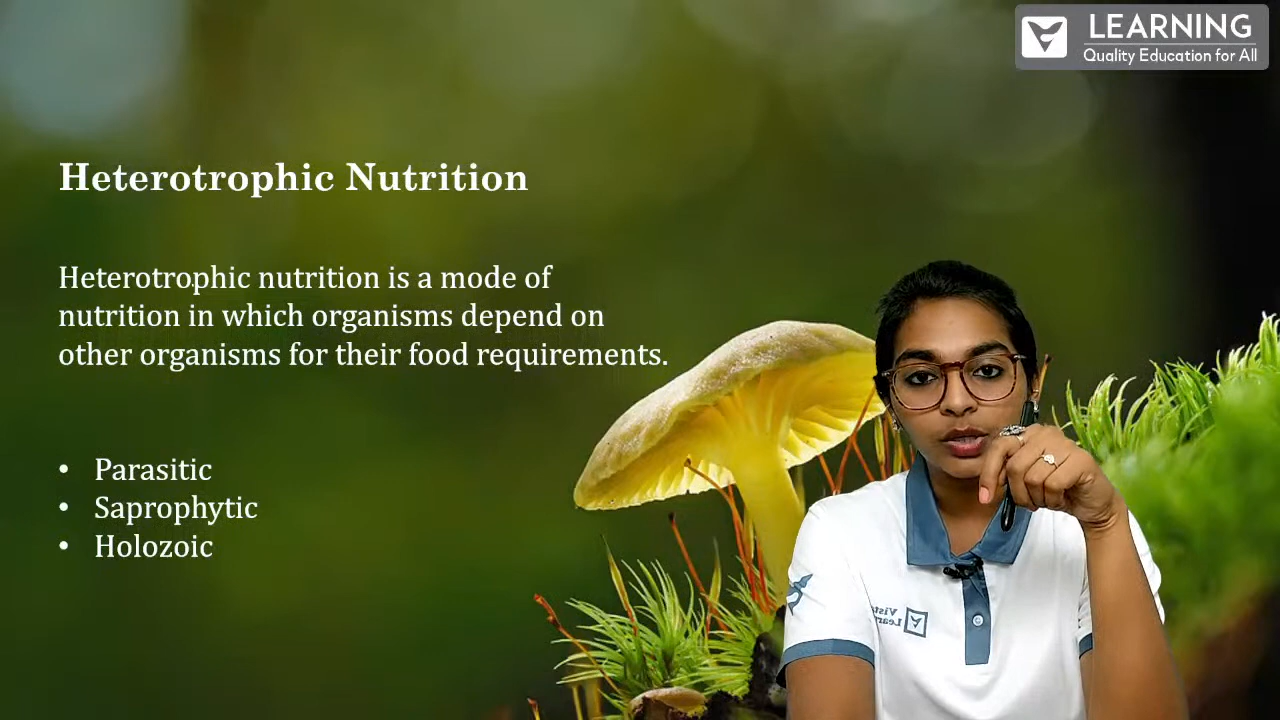 LEARNING
Quality Education for All
Heterotrophic Nutrition
Heterotrophic nutrition is a mode of
nutrition in which organisms depend on
other organisms for their food requirements.
• Parasitic
• Saprophytic
• Holozoic